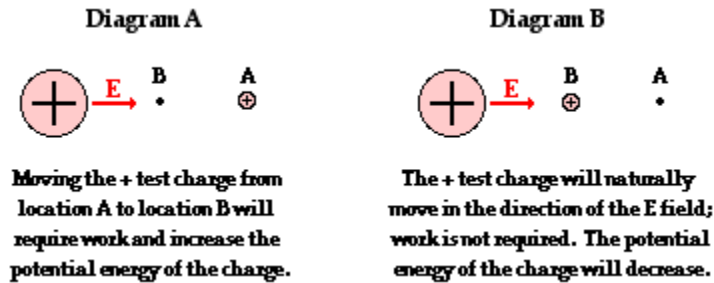 Diagram A
E
B
A
Moving the + test charge from
location A to location B will
require work and increase the
potential energy of the charge.
Diagram B
E
B
A
The + test charge will naturally
move in the direction of the E field;
work is not required. The potential
energy of the charge will decrease.